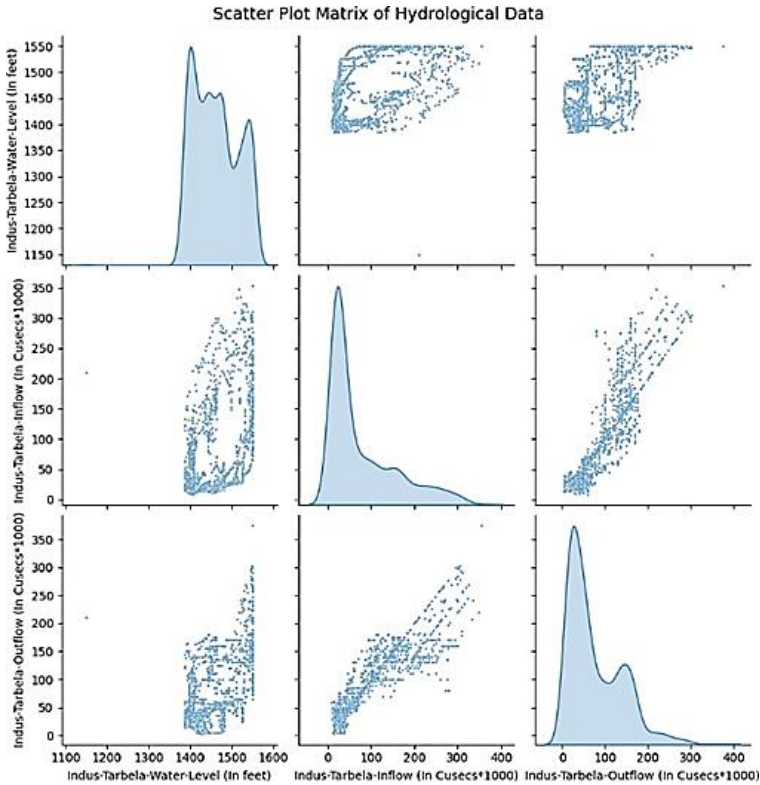 Scatter Plot Matrix of Hydrological Data
Indus-Tarbela-Water-Level (In feet)
1550
1500
1450
1400
1350
1300
1250
1200
1150
Indus-Tarbela-Inflow (In Cusecs*1000)
350
300
250
200
150
100
50
0
Indus-Tarbela-Outflow (In Cusecs*1000)
350
300
250
200
150
100
50
0
1100 1200 1300 1400 1500 1600
0 100 200 300 400
0 100 200 300 400
Indus-Tarbela-Water-Level (In feet)
Indus-Tarbela-Inflow (In Cusecs*1000)
Indus-Tarbela-Outflow (In Cusecs*1000)